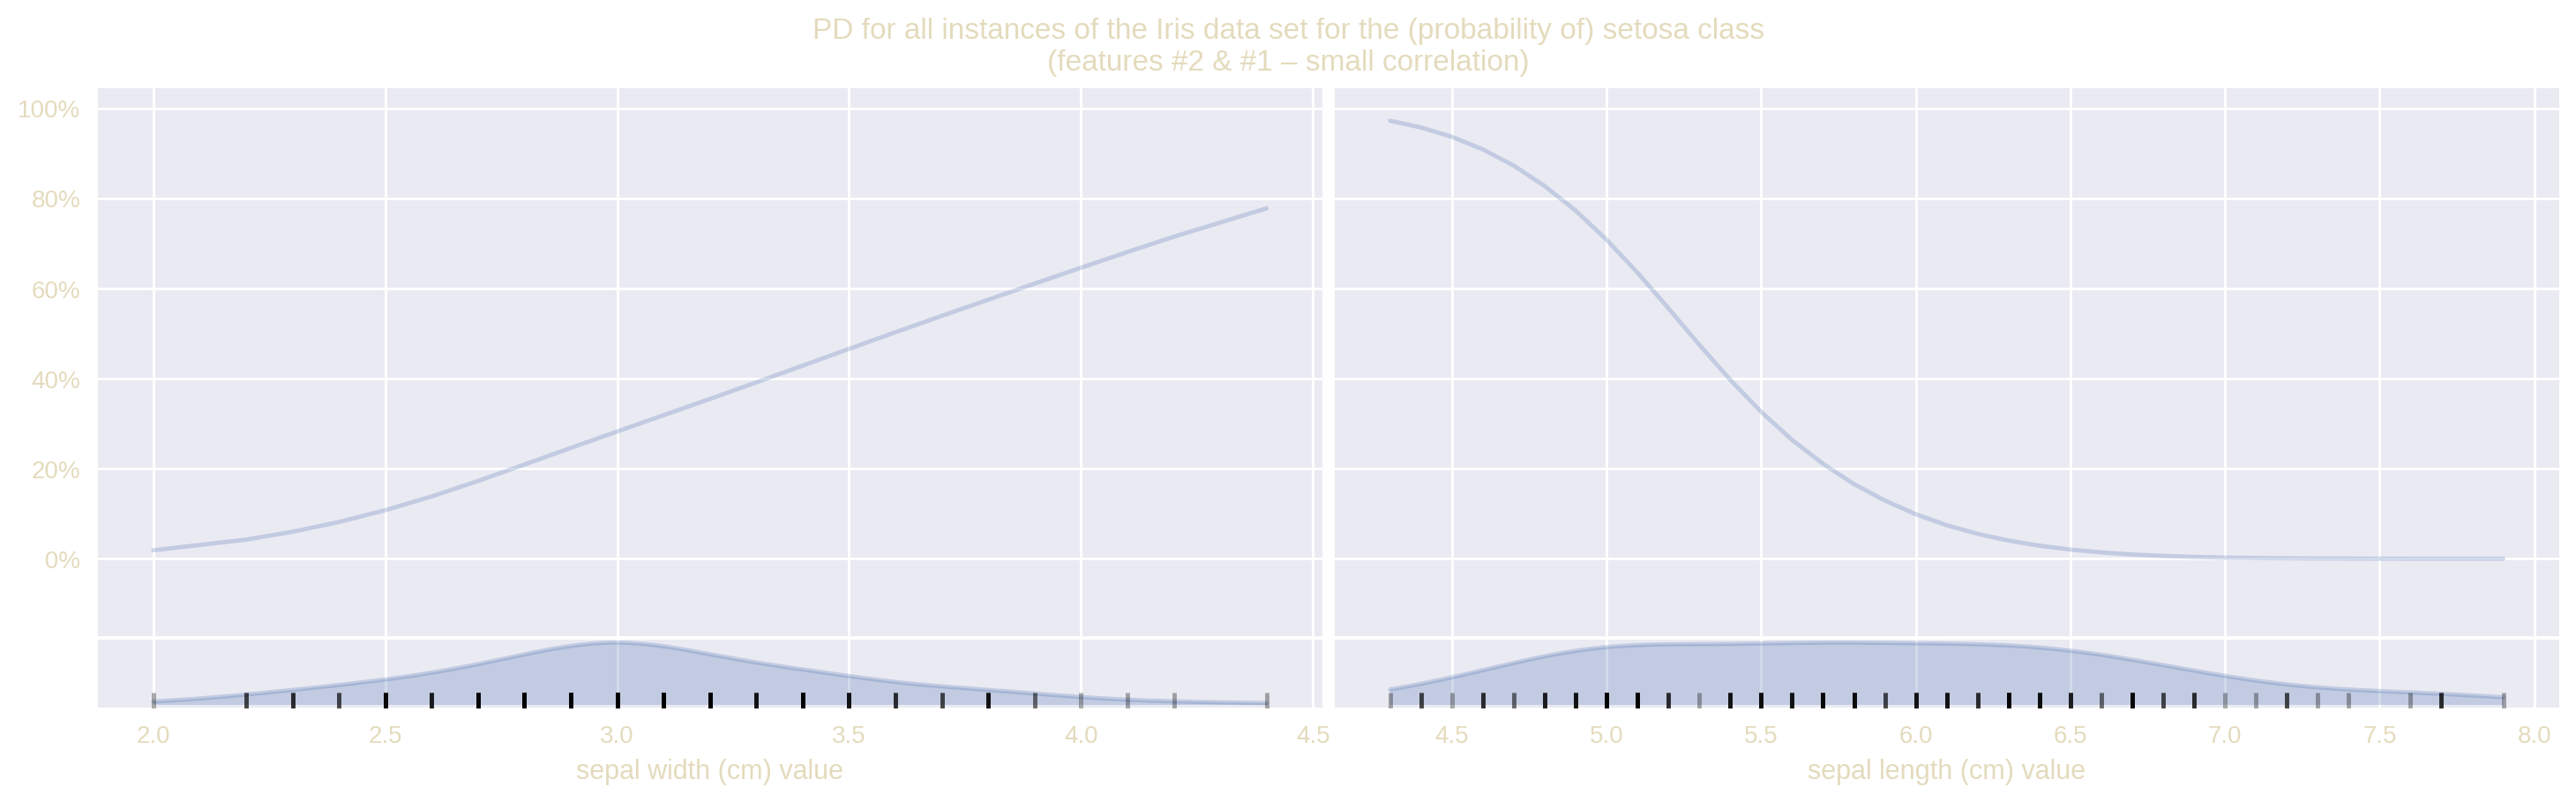 PD for all instances of the Iris data set for the (probability of) setosa class
(features #2 & #1 – small correlation)
100%
80%
60%
40%
20%
0%
2.0 2.5 3.0 3.5 4.0 4.5 4.5 5.0 5.5 6.0 6.5 7.0 7.5 8.0
sepal width (cm) value sepal length (cm) value